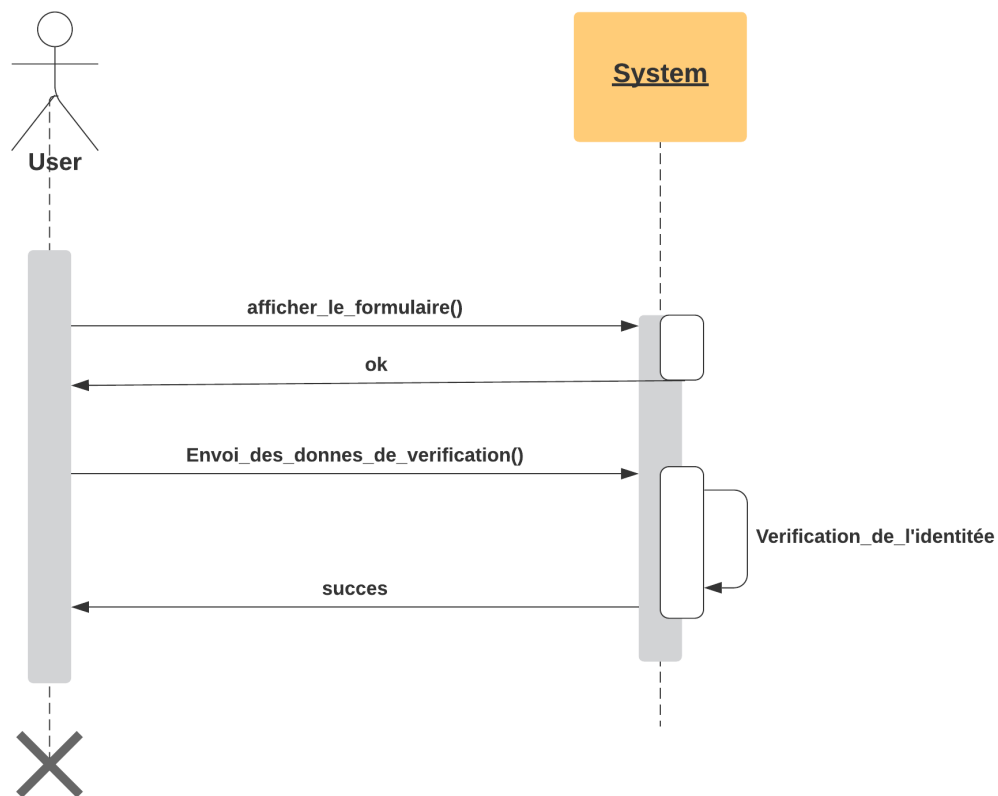 User
System
afficher_le_formulaire()
ok
Envoi_des_donnes_de_verification()
Verification_de_l'identitée
succes